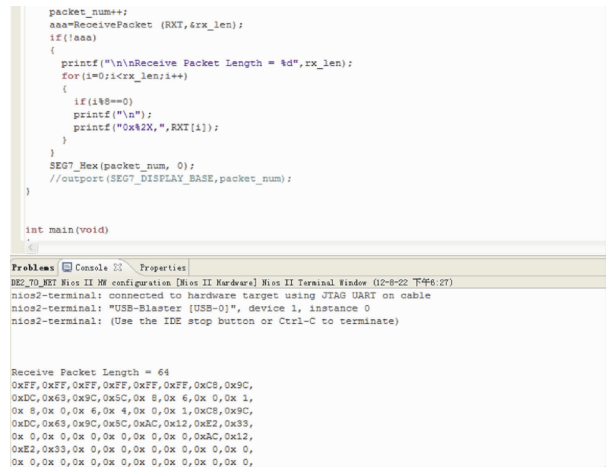 packet_num++;
aaa=ReceivePacket (RXT,&rx_len);
if(!aaa)
{
printf("\n\nReceive Packet Length = %d",rx_len);
for(i=0;i<rx_len;i++)
{
if(i%8==0)
printf("\n");
printf("0x%2X,",RXT[i]);
}
}
SEG7_Hex(packet_num, 0);
//outport(SEG7_DISPLAY_BASE,packet_num);
}
int main(void)
Problems Console Properties
DE2_70_NET Nios II HW configuration [Nios II Hardware] Nios II Terminal Window (12-8-22 下午6:27)
nios2-terminal: connected to hardware target using JTAG UART on cable
nios2-terminal: "USB-Blaster [USB-0]", device 1, instance 0
nios2-terminal: (Use the IDE stop button or Ctrl-C to terminate)
Receive Packet Length = 64
0xFF,0xFF,0xFF,0xFF,0xFF,0xFF,0xC8,0x9C,
0xDC,0x63,0x9C,0x5C,0x 8,0x 6,0x 0,0x 1,
0x 8,0x 0,0x 6,0x 4,0x 0,0x 1,0xC8,0x9C,
0xDC,0x63,0x9C,0x5C,0xAC,0x12,0xE2,0x33,
0x 0,0x 0,0x 0,0x 0,0x 0,0x 0,0xAC,0x12,
0xE2,0x33,0x 0,0x 0,0x 0,0x 0,0x 0,0x 0,
0x 0,0x 0,0x 0,0x 0,0x 0,0x 0,0x 0,0x 0,